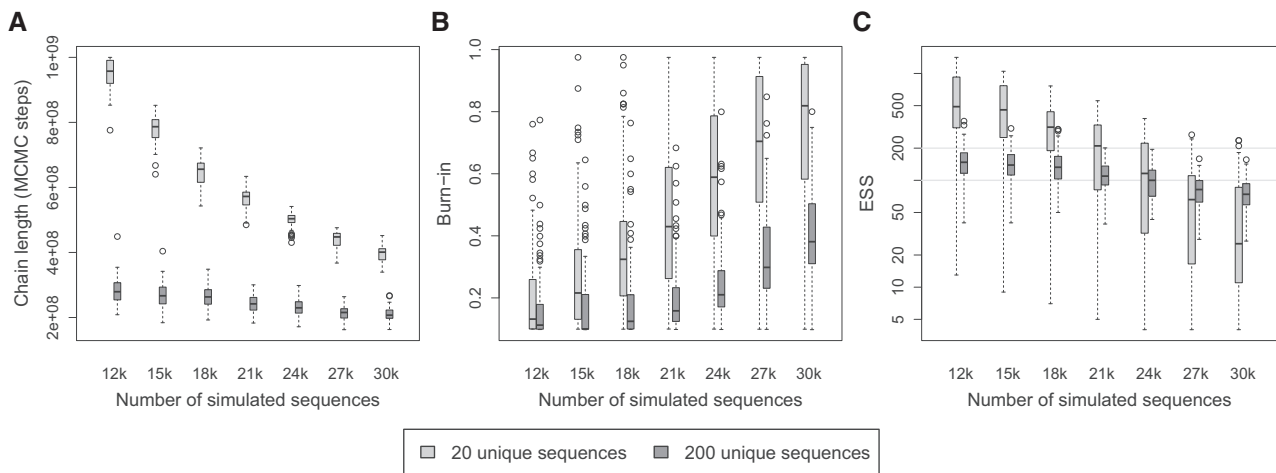 A
Chain length (MCMC steps)
1e+09
8e+08
6e+08
4e+08
2e+08
12k 15k 18k 21k 24k 27k 30k
Number of simulated sequences
B
Burn-in
1.0
0.8
0.6
0.4
0.2
12k 15k 18k 21k 24k 27k 30k
Number of simulated sequences
C
ESS
500
200
100
50
20
10
5
12k 15k 18k 21k 24k 27k 30k
Number of simulated sequences
20 unique sequences 200 unique sequences